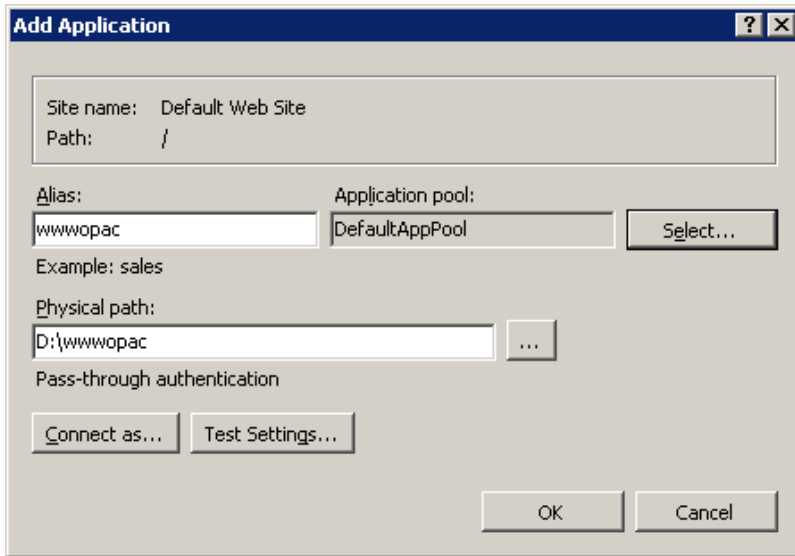 Add Application
Site name: Default Web Site
Path: /
Alias: Application pool:
wwwopac DefaultAppPool Select...
Example: sales
Physical path:
D:\wwwopac ...
Pass-through authentication
Connect as... Test Settings...
OK Cancel